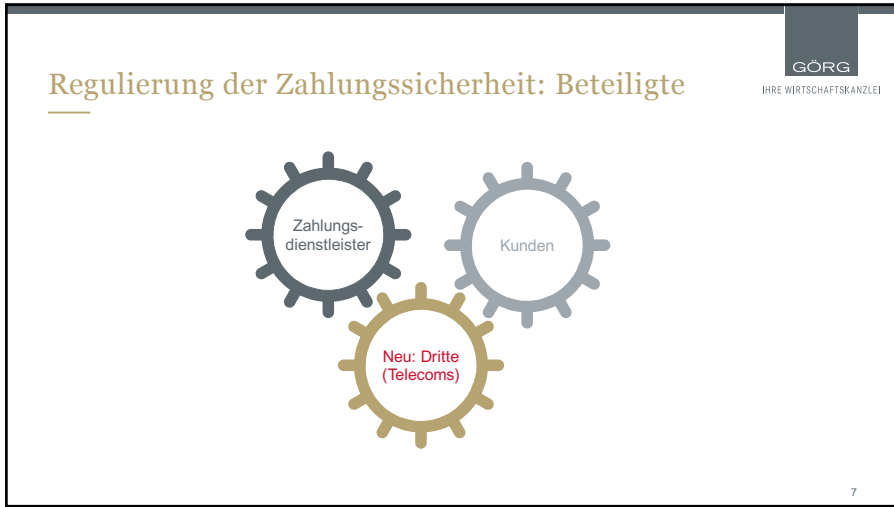 GÖRG
IHRE WIRTSCHAFTSKANZLEI
Regulierung der Zahlungssicherheit: Beteiligte
Zahlungs-
dienstleister
Kunden
Neu: Dritte
(Telecoms)
7